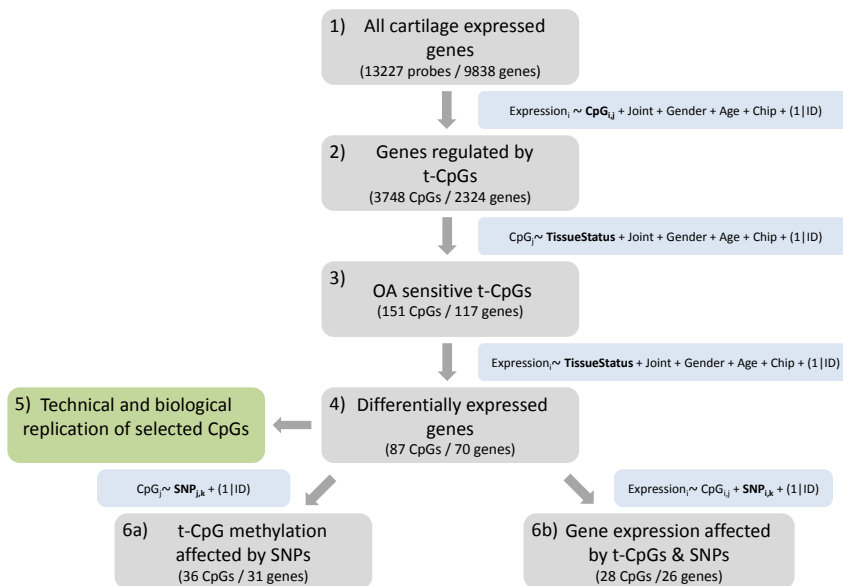 1) All cartilage expressed
genes
(13227 probes / 9838 genes)
Expressioni ~ CpGi,j + Joint + Gender + Age + Chip + (1|ID)
2) Genes regulated by
t-CpGs
(3748 CpGs / 2324 genes)
CpGj~ TissueStatus + Joint + Gender + Age + Chip + (1|ID)
3) OA sensitive t-CpGs
(151 CpGs / 117 genes)
Expressioni~ TissueStatus + Joint + Gender + Age + Chip + (1|ID)
5) Technical and biological
replication of selected CpGs
4) Differentially expressed
genes
(87 CpGs / 70 genes)
CpGj~ SNPj,k + (1|ID)
Expressioni~ CpGi,j + SNPi,k + (1|ID)
6a) t-CpG methylation
affected by SNPs
(36 CpGs / 31 genes)
6b) Gene expression affected
by t-CpGs & SNPs
(28 CpGs /26 genes)